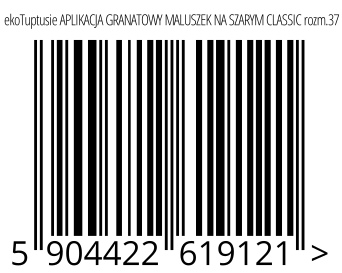 ekoTuptusie APLIKACJA GRANATOWY MALUSZEK NA SZARYM CLASSIC rozm.37
5 904422 619121 >